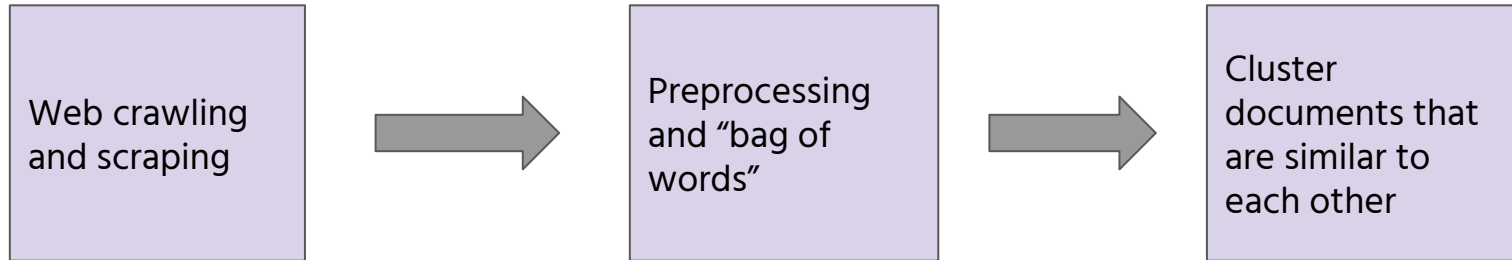 Web crawling
and scraping
Preprocessing
and “bag of
words”
Cluster
documents that
are similar to
each other